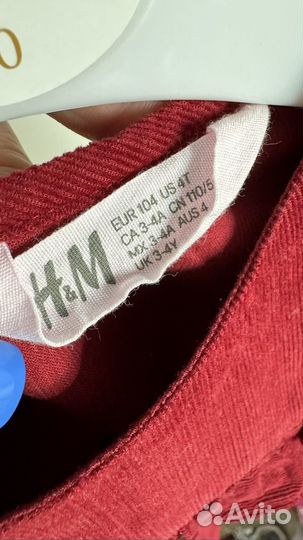 0
H&M
EUR 104 US 4T
CA 3-4A CN 110/5
MX 3-4A AUS 4
UK 3-4Y
Avito